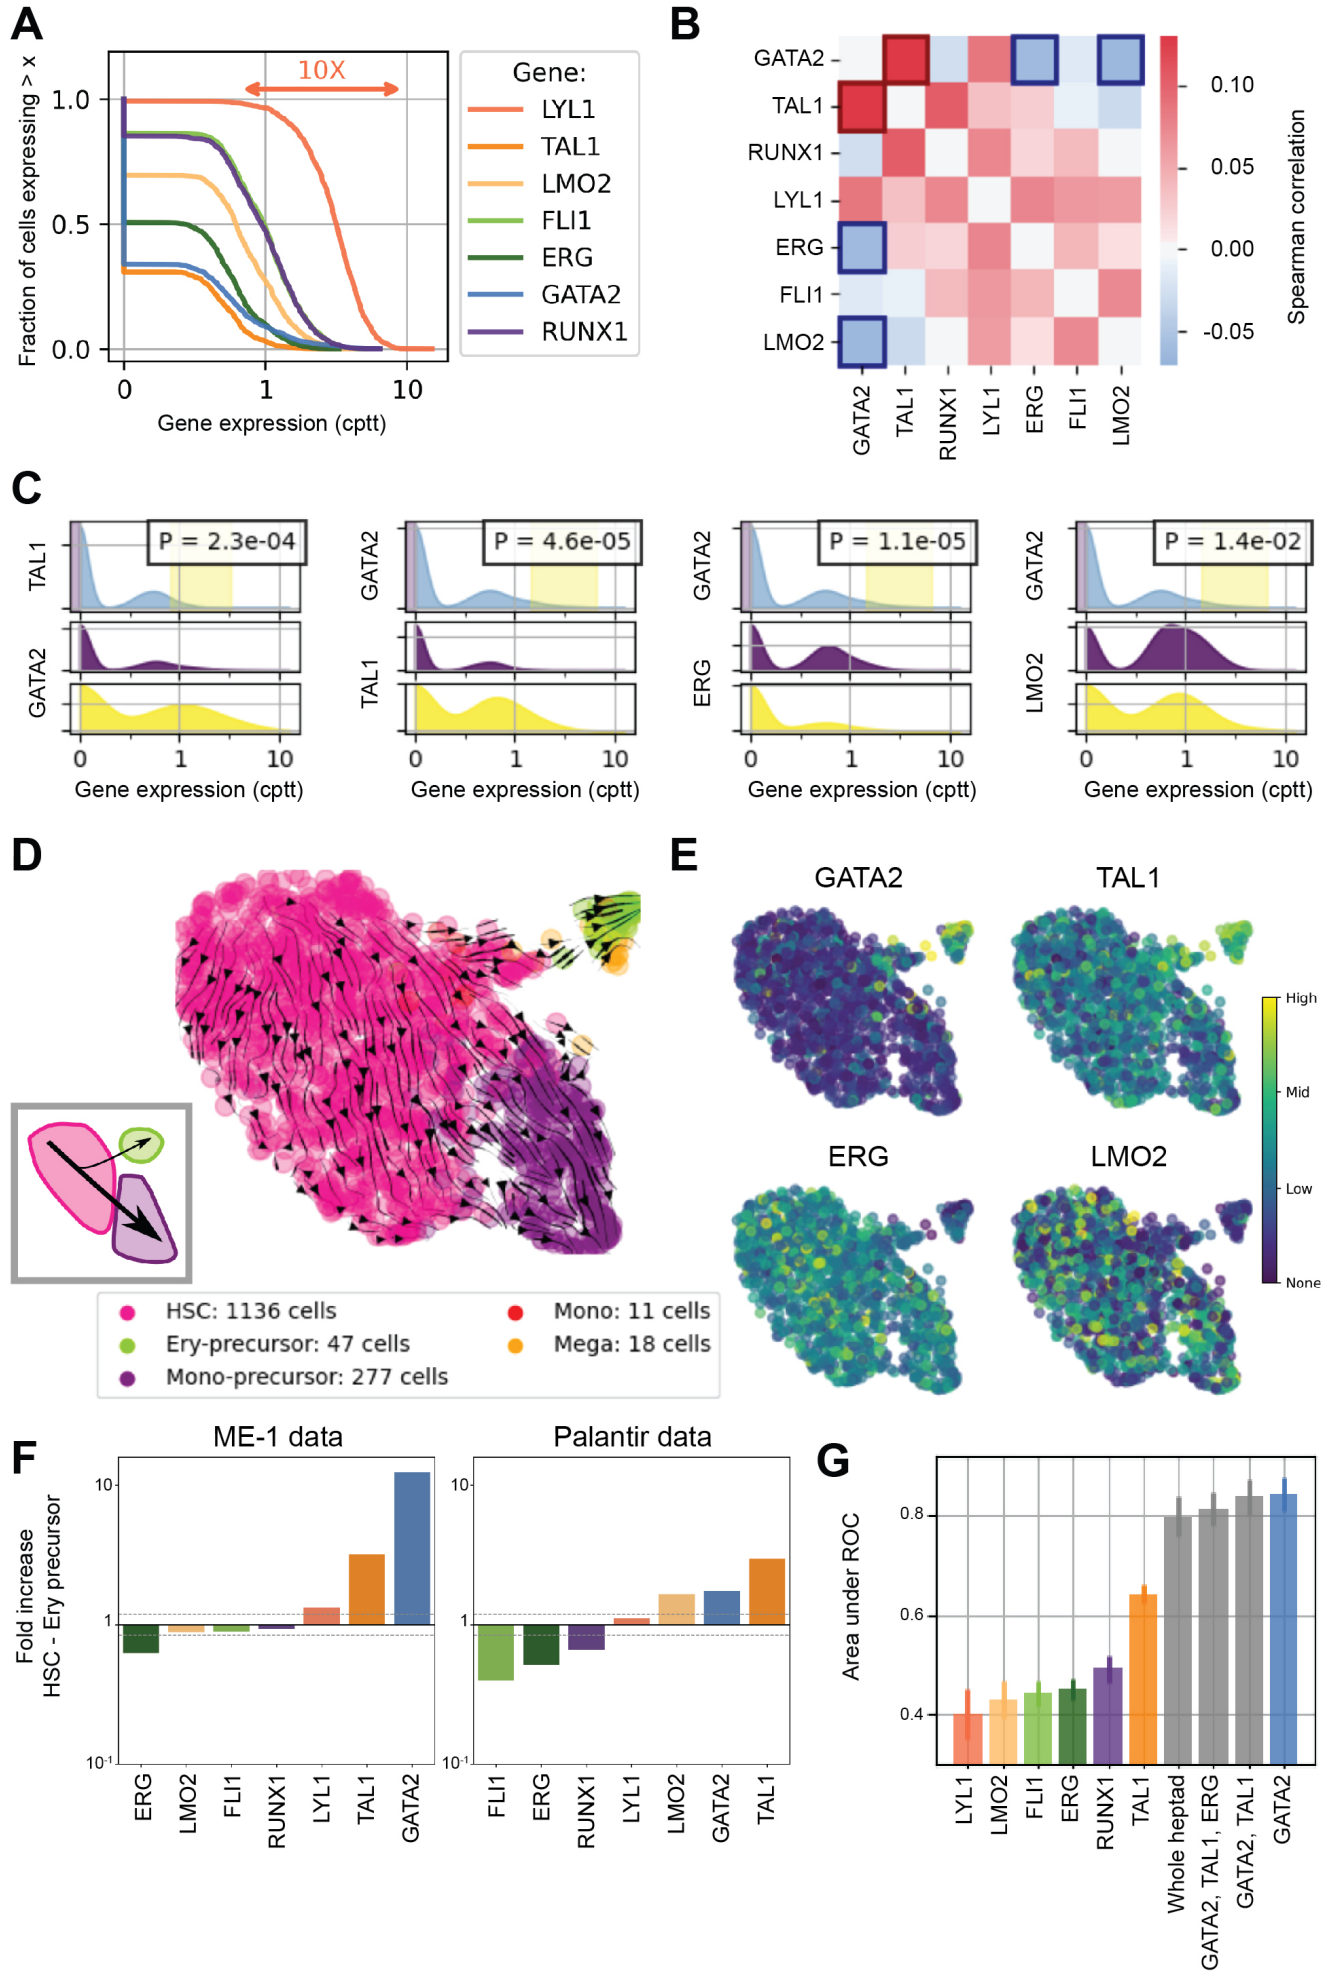 A
Fraction of cells expressing > x
1.0
0.5
0.0
10X
0
1
10
Gene expression (cptt)
Gene:
LYL1
TAL1
LMO2
FLI1
ERG
GATA2
RUNX1
B
GATA2
TAL1
RUNX1
LYL1
ERG
FLI1
LMO2
GATA2
TAL1
RUNX1
LYL1
ERG
FLI1
LMO2
0.10
0.05
0.00
-0.05
Spearman correlation
C
TAL1
GATA2
P = 2.3e-04
0
1
10
Gene expression (cptt)
GATA2
TAL1
P = 4.6e-05
0
1
10
Gene expression (cptt)
GATA2
ERG
P = 1.1e-05
0
1
10
Gene expression (cptt)
GATA2
LMO2
P = 1.4e-02
0
1
10
Gene expression (cptt)
D
HSC: 1136 cells
Ery-precursor: 47 cells
Mono-precursor: 277 cells
Mono: 11 cells
Mega: 18 cells
E
GATA2
TAL1
ERG
LMO2
High
Mid
Low
None
F
Fold increase
HSC - Ery precursor
ME-1 data
10
1
10-1
ERG
LMO2
FLI1
RUNX1
LYL1
TAL1
GATA2
Palantir data
10
1
10-1
FLI1
ERG
RUNX1
LYL1
LMO2
GATA2
TAL1
G
Area under ROC
0.8
0.6
0.4
LYL1
LMO2
FLI1
ERG
RUNX1
TAL1
Whole heptad
GATA2, TAL1, ERG
GATA2, TAL1
GATA2